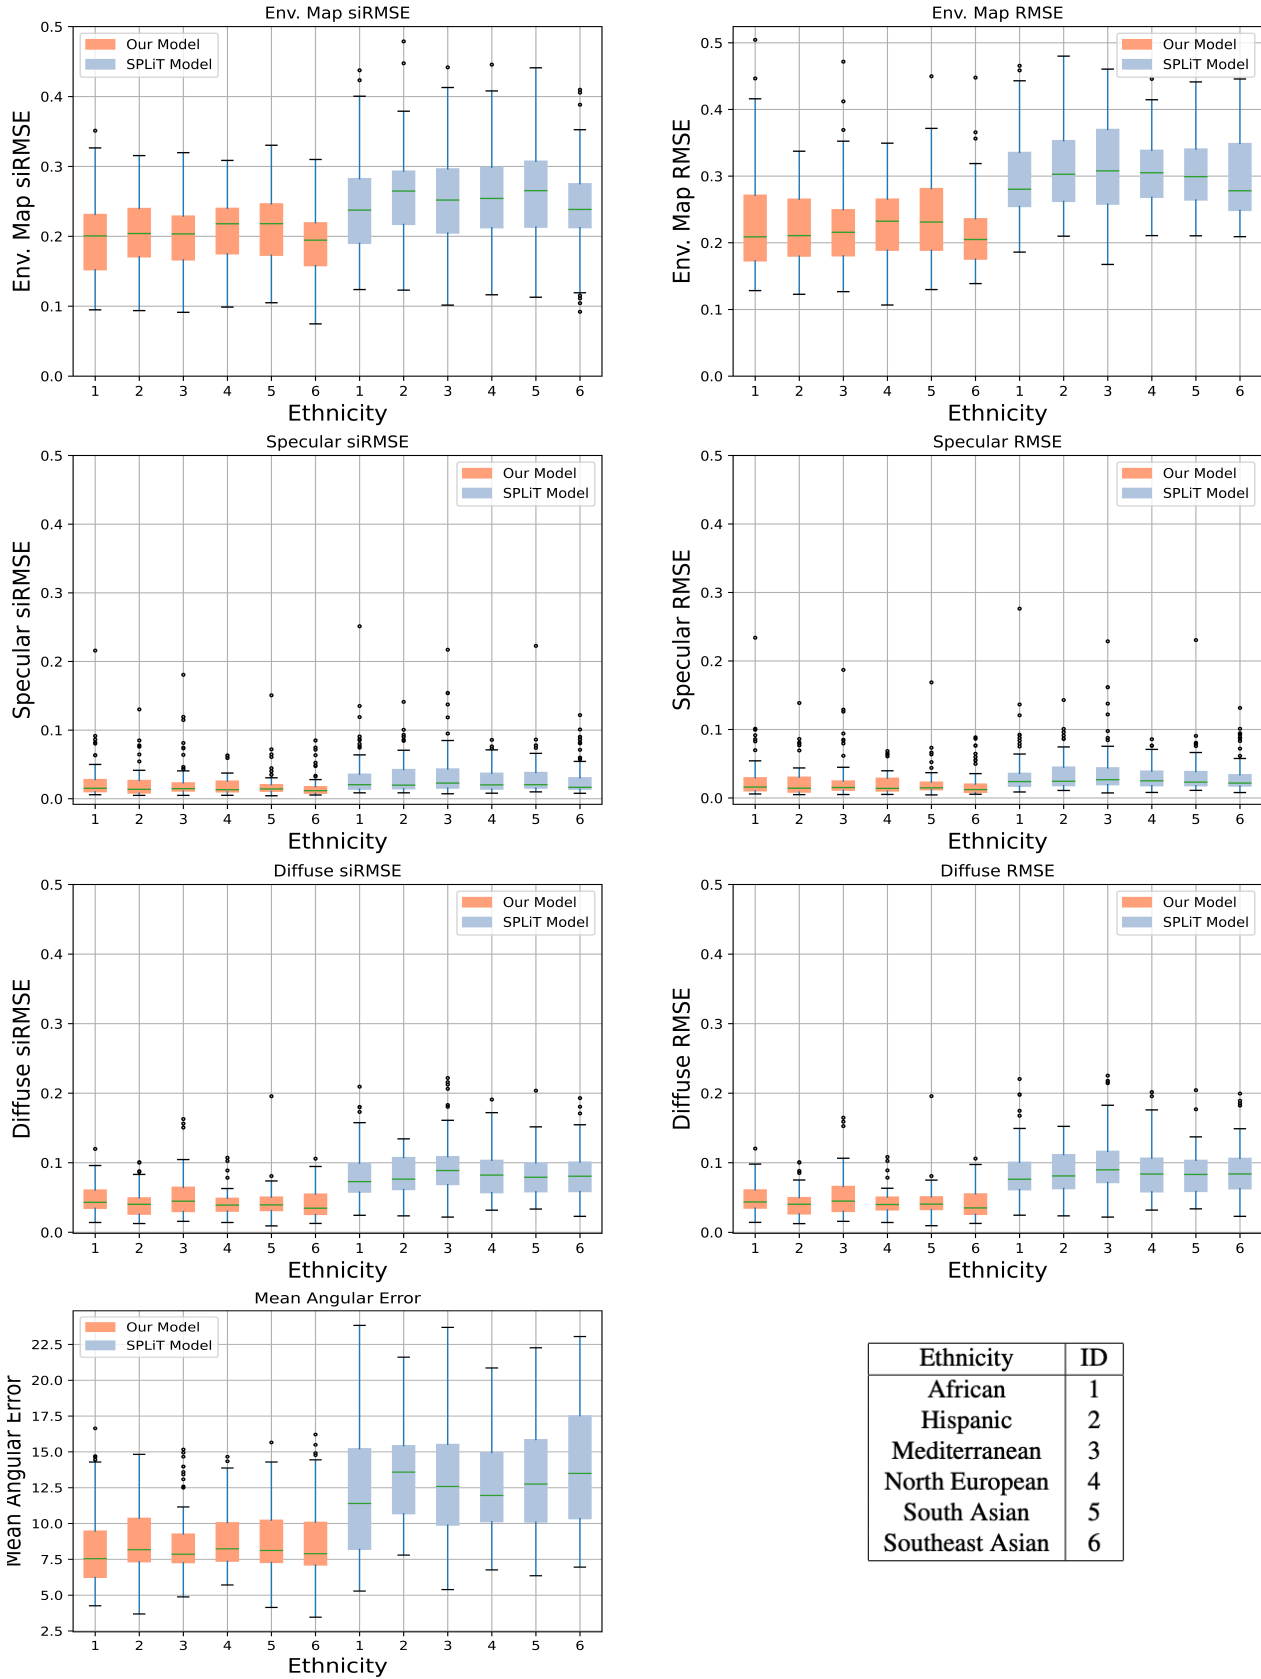 Env. Map siRMSE
Env. Map siRMSE
0.5
0.4
0.3
0.2
0.1
0.0
Our Model
SPLiT Model
1 2 3 4 5 6 1 2 3 4 5 6
Ethnicity
Env. Map RMSE
Env. Map RMSE
0.5
0.4
0.3
0.2
0.1
0.0
Our Model
SPLiT Model
1 2 3 4 5 6 1 2 3 4 5 6
Ethnicity
Specular siRMSE
Specular siRMSE
0.5
0.4
0.3
0.2
0.1
0.0
Our Model
SPLiT Model
1 2 3 4 5 6 1 2 3 4 5 6
Ethnicity
Specular RMSE
Specular RMSE
0.5
0.4
0.3
0.2
0.1
0.0
Our Model
SPLiT Model
1 2 3 4 5 6 1 2 3 4 5 6
Ethnicity
Diffuse siRMSE
Diffuse siRMSE
0.5
0.4
0.3
0.2
0.1
0.0
Our Model
SPLiT Model
1 2 3 4 5 6 1 2 3 4 5 6
Ethnicity
Diffuse RMSE
Diffuse RMSE
0.5
0.4
0.3
0.2
0.1
0.0
Our Model
SPLiT Model
1 2 3 4 5 6 1 2 3 4 5 6
Ethnicity
Mean Angular Error
Mean Angular Error
22.5
20.0
17.5
15.0
12.5
10.0
7.5
5.0
2.5
Our Model
SPLiT Model
1 2 3 4 5 6 1 2 3 4 5 6
Ethnicity
Ethnicity ID
African 1
Hispanic 2
Mediterranean 3
North European 4
South Asian 5
Southeast Asian 6